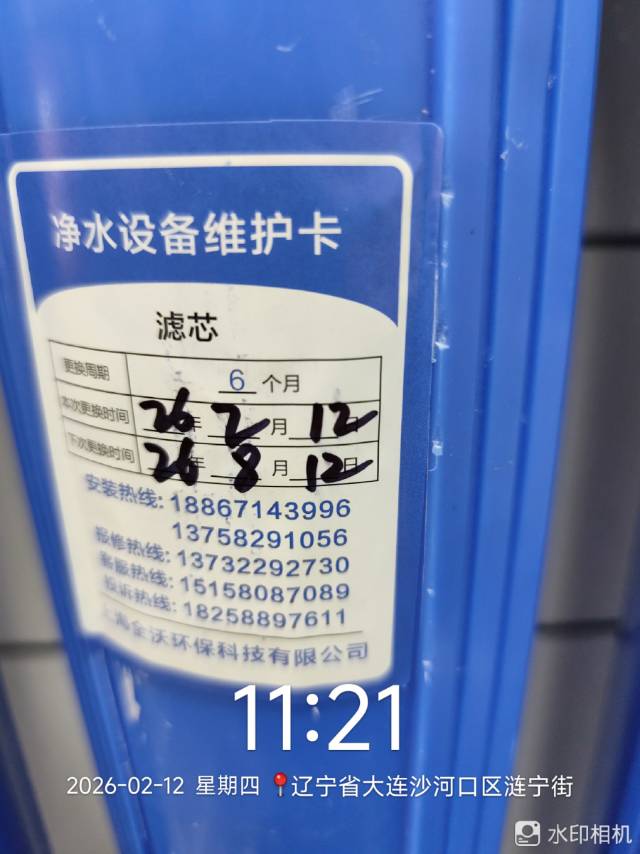 净水设备维护卡
滤芯
更换周期 6 个月
本次更换时间 26 年 2 月 12 日
下次更换时间 26 年 8 月 12 日
安装热线: 18867143996
13758291056
报修热线: 13732292730
客服热线: 15158087089
投诉热线: 18258897611
上海金沃环保科技有限公司
11:21
2026-02-12 星期四 辽宁省大连沙河口区涟宁街
水印相机